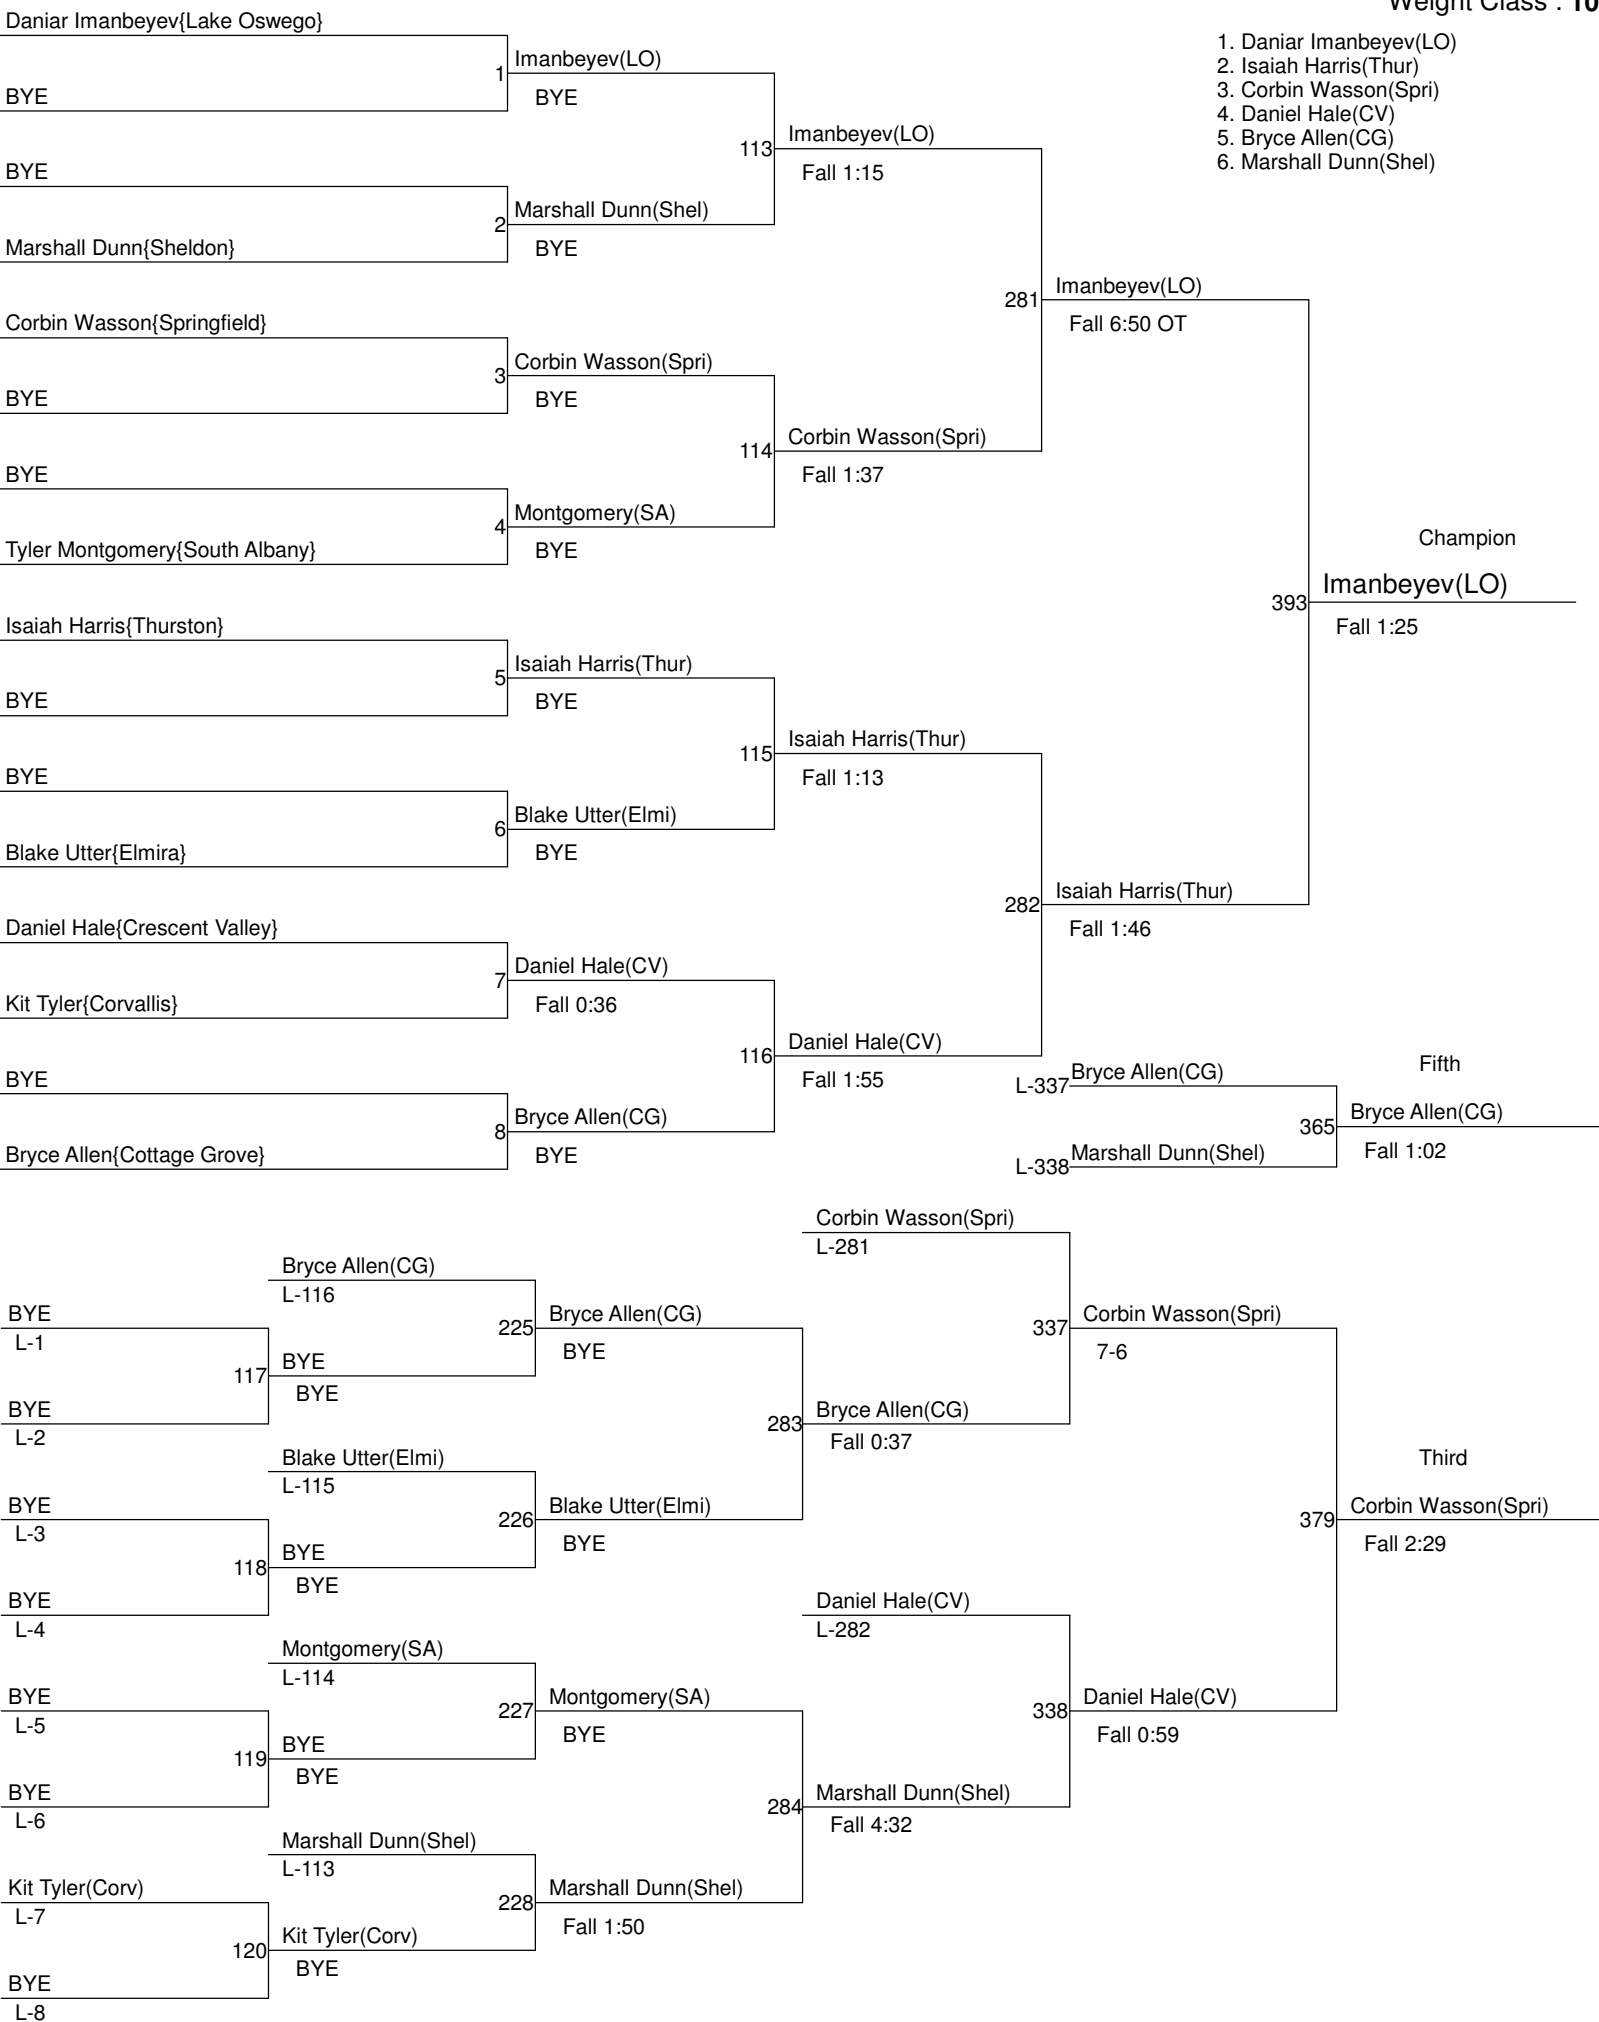 Weight Class : 10
1. Daniar Imanbeyev(LO)
2. Isaiah Harris(Thur)
3. Corbin Wasson(Spri)
4. Daniel Hale(CV)
5. Bryce Allen(CG)
6. Marshall Dunn(Shel)
Daniar Imanbeyev{Lake Oswego}
BYE
1
Imanbeyev(LO)
BYE
BYE
Marshall Dunn{Sheldon}
2
Marshall Dunn(Shel)
BYE
113
Imanbeyev(LO)
Fall 1:15
Corbin Wasson{Springfield}
BYE
3
Corbin Wasson(Spri)
BYE
BYE
Tyler Montgomery{South Albany}
4
Montgomery(SA)
BYE
114
Corbin Wasson(Spri)
Fall 1:37
281
Imanbeyev(LO)
Fall 6:50 OT
Isaiah Harris{Thurston}
BYE
5
Isaiah Harris(Thur)
BYE
BYE
Blake Utter{Elmira}
6
Blake Utter(Elmi)
BYE
115
Isaiah Harris(Thur)
Fall 1:13
Daniel Hale{Crescent Valley}
Kit Tyler{Corvallis}
7
Daniel Hale(CV)
Fall 0:36
BYE
Bryce Allen{Cottage Grove}
8
Bryce Allen(CG)
BYE
116
Daniel Hale(CV)
Fall 1:55
282
Isaiah Harris(Thur)
Fall 1:46
Champion
393
Imanbeyev(LO)
Fall 1:25
Fifth
L-337
Bryce Allen(CG)
L-338
Marshall Dunn(Shel)
365
Bryce Allen(CG)
Fall 1:02
BYE
L-1
BYE
L-2
117
Bryce Allen(CG)
L-116
BYE
BYE
225
Bryce Allen(CG)
BYE
BYE
L-3
BYE
L-4
118
Blake Utter(Elmi)
L-115
BYE
BYE
226
Blake Utter(Elmi)
BYE
Corbin Wasson(Spri)
L-281
283
Bryce Allen(CG)
Fall 0:37
337
Corbin Wasson(Spri)
7-6
BYE
L-5
BYE
L-6
119
Montgomery(SA)
L-114
BYE
BYE
227
Montgomery(SA)
BYE
Kit Tyler(Corv)
L-7
BYE
L-8
120
Marshall Dunn(Shel)
L-113
Kit Tyler(Corv)
BYE
228
Marshall Dunn(Shel)
Fall 1:50
Daniel Hale(CV)
L-282
284
Marshall Dunn(Shel)
Fall 4:32
338
Daniel Hale(CV)
Fall 0:59
Third
379
Corbin Wasson(Spri)
Fall 2:29